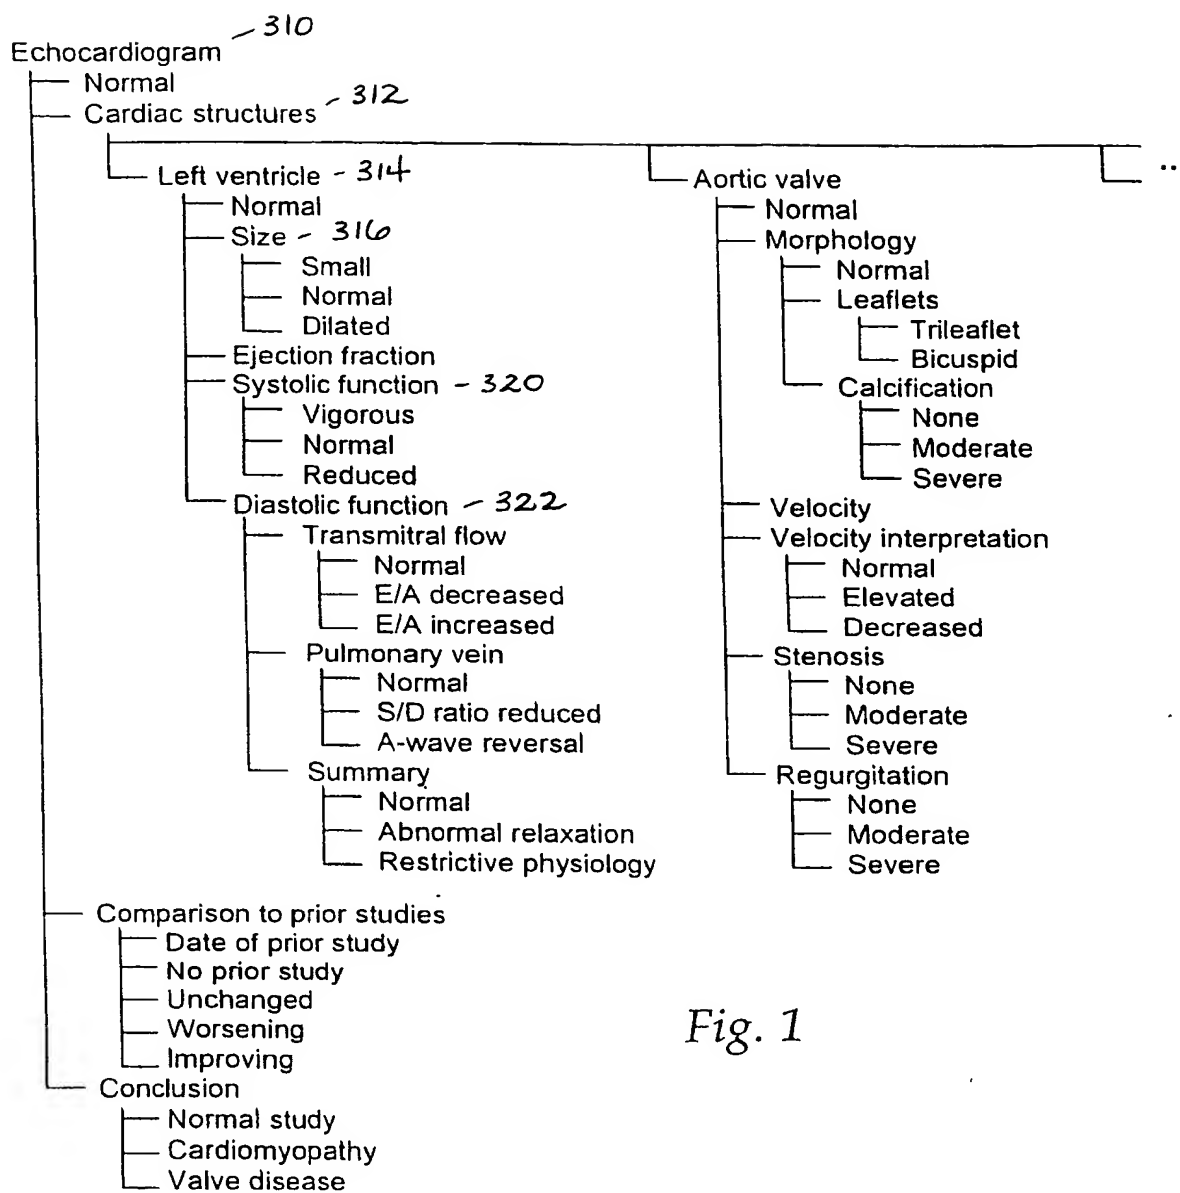 Echocardiogram – 310
Normal
Cardiac structures – 312
Left ventricle – 314
Normal
Size – 316
Small
Normal
Dilated
Ejection fraction
Systolic function – 320
Vigorous
Normal
Reduced
Diastolic function – 322
Transmitral flow
Normal
E/A decreased
E/A increased
Pulmonary vein
Normal
S/D ratio reduced
A-wave reversal
Summary
Normal
Abnormal relaxation
Restrictive physiology
Aortic valve
Normal
Morphology
Normal
Leaflets
Trileaflet
Bicuspid
Calcification
None
Moderate
Severe
Velocity
Velocity interpretation
Normal
Elevated
Decreased
Stenosis
None
Moderate
Severe
Regurgitation
None
Moderate
Severe
..
Comparison to prior studies
Date of prior study
No prior study
Unchanged
Worsening
Improving
Conclusion
Normal study
Cardiomyopathy
Valve disease
Fig. 1